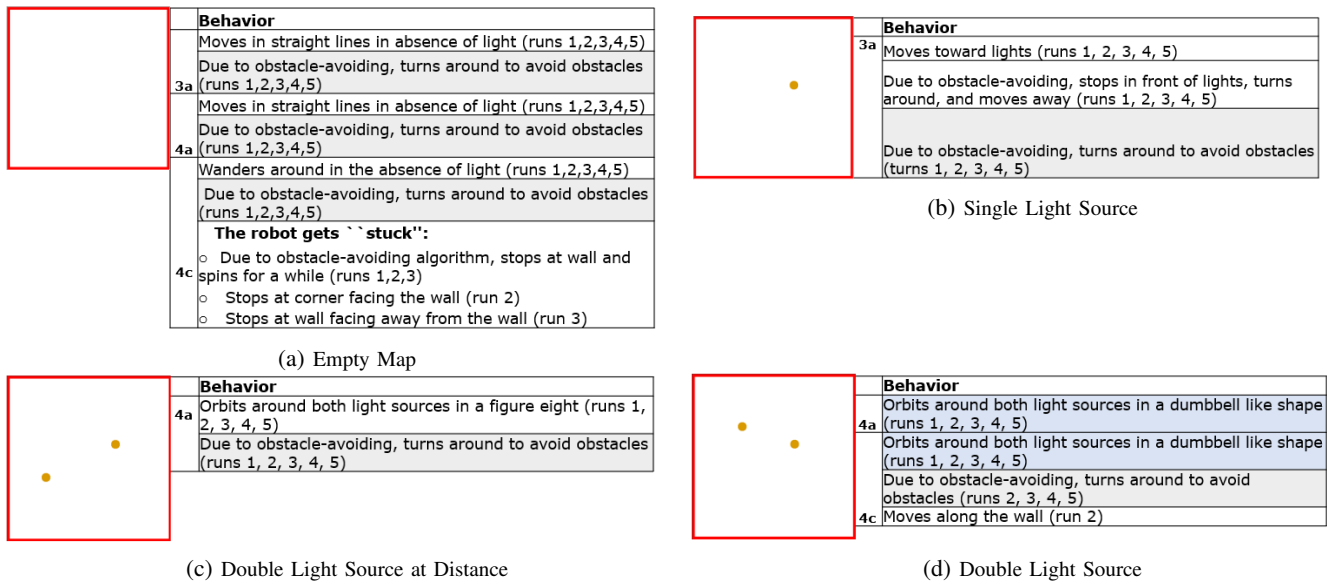 Behavior
Moves in straight lines in absence of light (runs 1,2,3,4,5)
Due to obstacle-avoiding, turns around to avoid obstacles
3a (runs 1,2,3,4,5)
Moves in straight lines in absence of light (runs 1,2,3,4,5)
Due to obstacle-avoiding, turns around to avoid obstacles
4a (runs 1,2,3,4,5)
Wanders around in the absence of light (runs 1,2,3,4,5)
Due to obstacle-avoiding, turns around to avoid obstacles
(runs 1,2,3,4,5)
The robot gets ``stuck":
○ Due to obstacle-avoiding algorithm, stops at wall and
4c spins for a while (runs 1,2,3)
○ Stops at corner facing the wall (run 2)
○ Stops at wall facing away from the wall (run 3)
(a) Empty Map
Behavior
3a Moves toward lights (runs 1, 2, 3, 4, 5)
Due to obstacle-avoiding, stops in front of lights, turns
around, and moves away (runs 1, 2, 3, 4, 5)
Due to obstacle-avoiding, turns around to avoid obstacles
(turns 1, 2, 3, 4, 5)
(b) Single Light Source
Behavior
4a Orbits around both light sources in a figure eight (runs 1,
2, 3, 4, 5)
Due to obstacle-avoiding, turns around to avoid obstacles
(runs 1, 2, 3, 4, 5)
(c) Double Light Source at Distance
Behavior
Orbits around both light sources in a dumbbell like shape
4a (runs 1, 2, 3, 4, 5)
Orbits around both light sources in a dumbbell like shape
(runs 1, 2, 3, 4, 5)
Due to obstacle-avoiding, turns around to avoid
obstacles (runs 2, 3, 4, 5)
4c Moves along the wall (run 2)
(d) Double Light Source